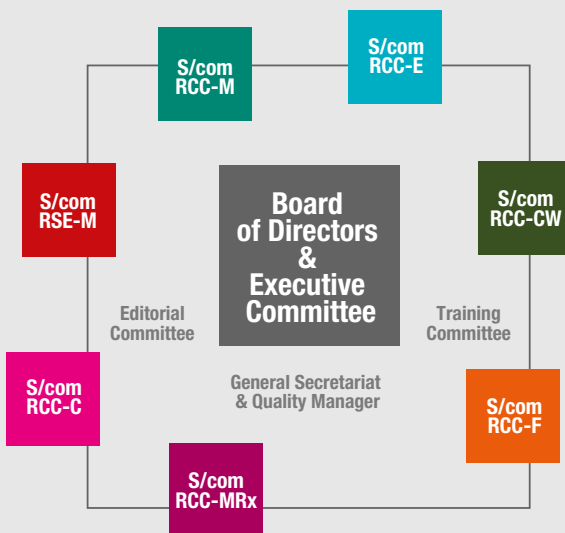 S/com
RCC-M
S/com
RCC-E
S/com
RSE-M
Board
of Directors
&
Executive
Committee
S/com
RCC-CW
Editorial
Committee
Training
Committee
S/com
RCC-C
General Secretariat
& Quality Manager
S/com
RCC-F
S/com
RCC-MRx